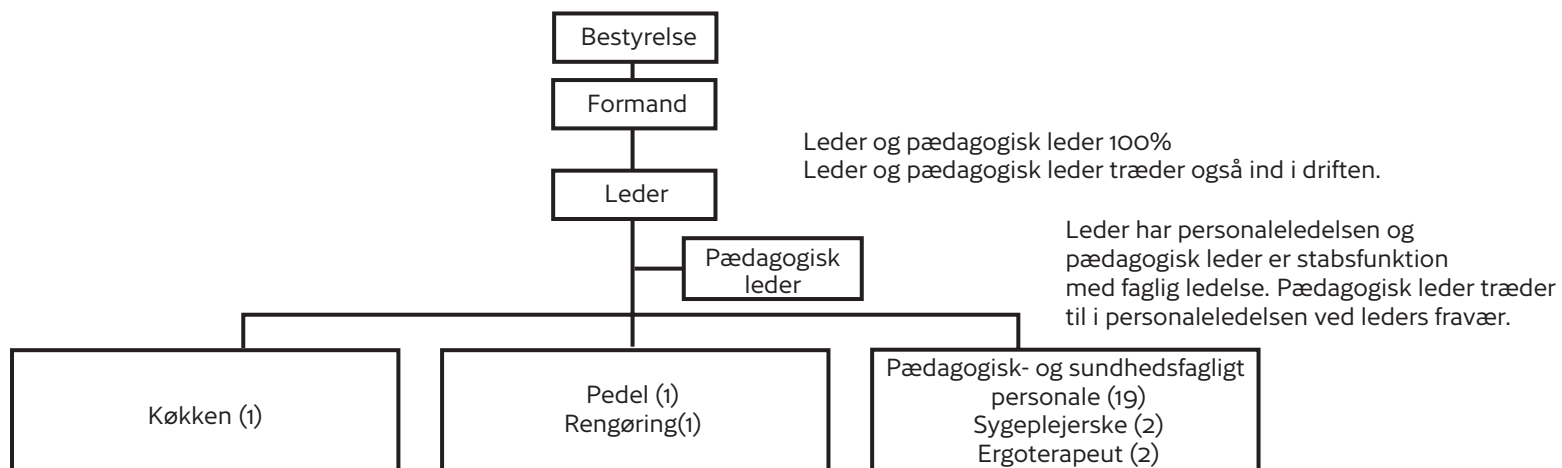 Bestyrelse
Formand
Leder og pædagogisk leder 100%
Leder og pædagogisk leder træder også ind i driften.
Leder
Leder har personaleledelsen og
pædagogisk leder er stabsfunktion
med faglig ledelse. Pædagogisk leder træder
til i personaleledelsen ved leders fravær.
Pædagogisk
leder
Køkken (1)
Pedel (1)
Rengøring(1)
Pædagogisk- og sundhedsfagligt
personale (19)
Sygeplejerske (2)
Ergoterapeut (2)